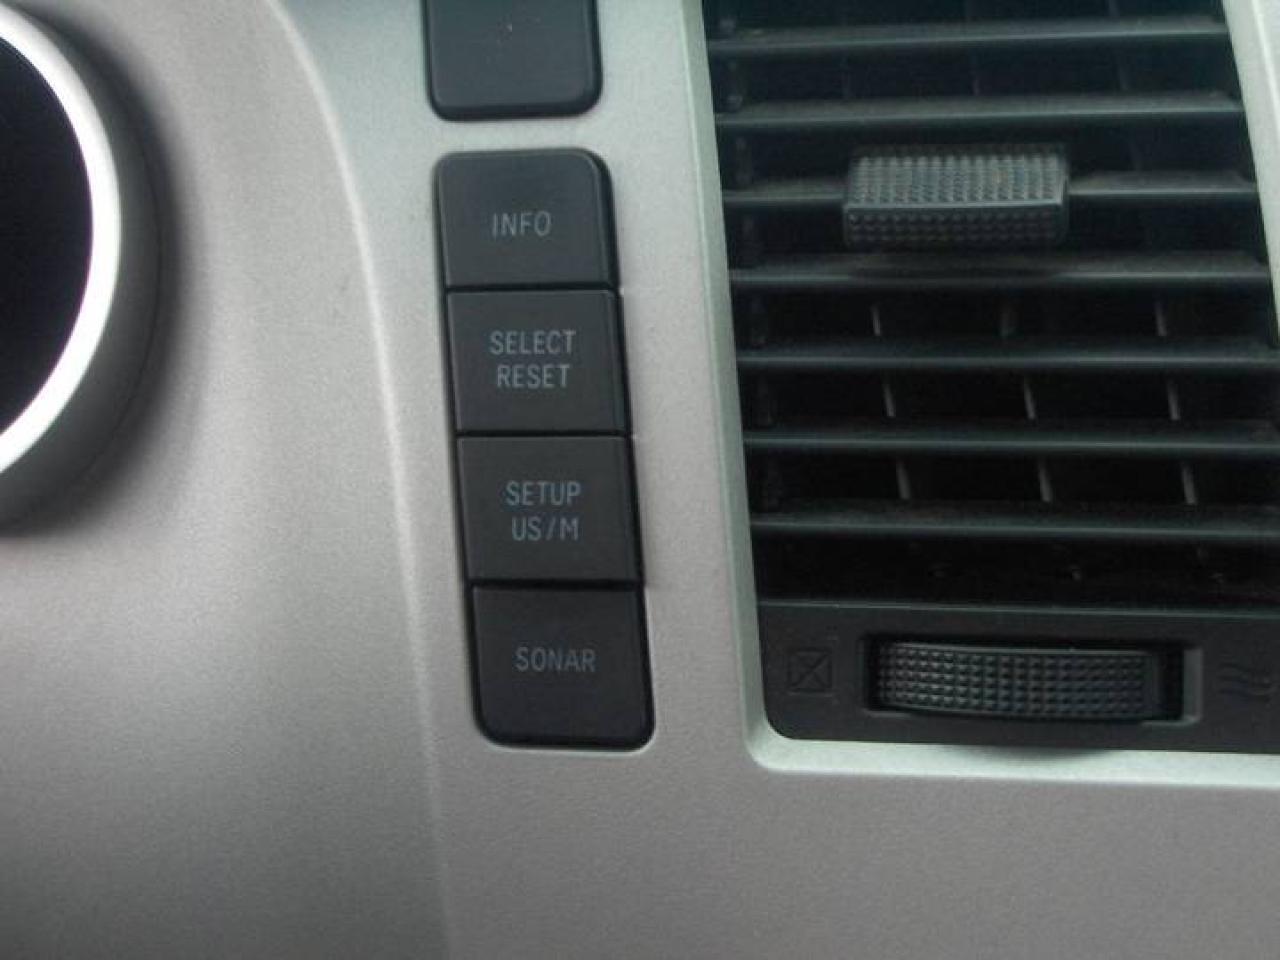 INFO
SELECT
RESET
SETUP
US/M
SONAR